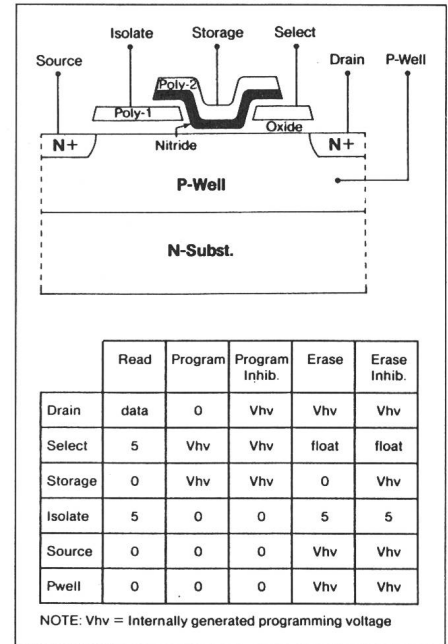 Isolate Storage Select
Source Drain P-Well
Poly-2
Poly-1
Oxide
N+ Nitride N+
P-Well
N-Subst.
Read Program Program Inhib. Erase Erase Inhib.
Drain data 0 Vhv Vhv Vhv
Select 5 Vhv Vhv float float
Storage 0 Vhv Vhv 0 Vhv
Isolate 5 0 0 5 5
Source 0 0 0 Vhv Vhv
Pwell 0 0 0 Vhv Vhv
NOTE: Vhv = Internally generated programming voltage